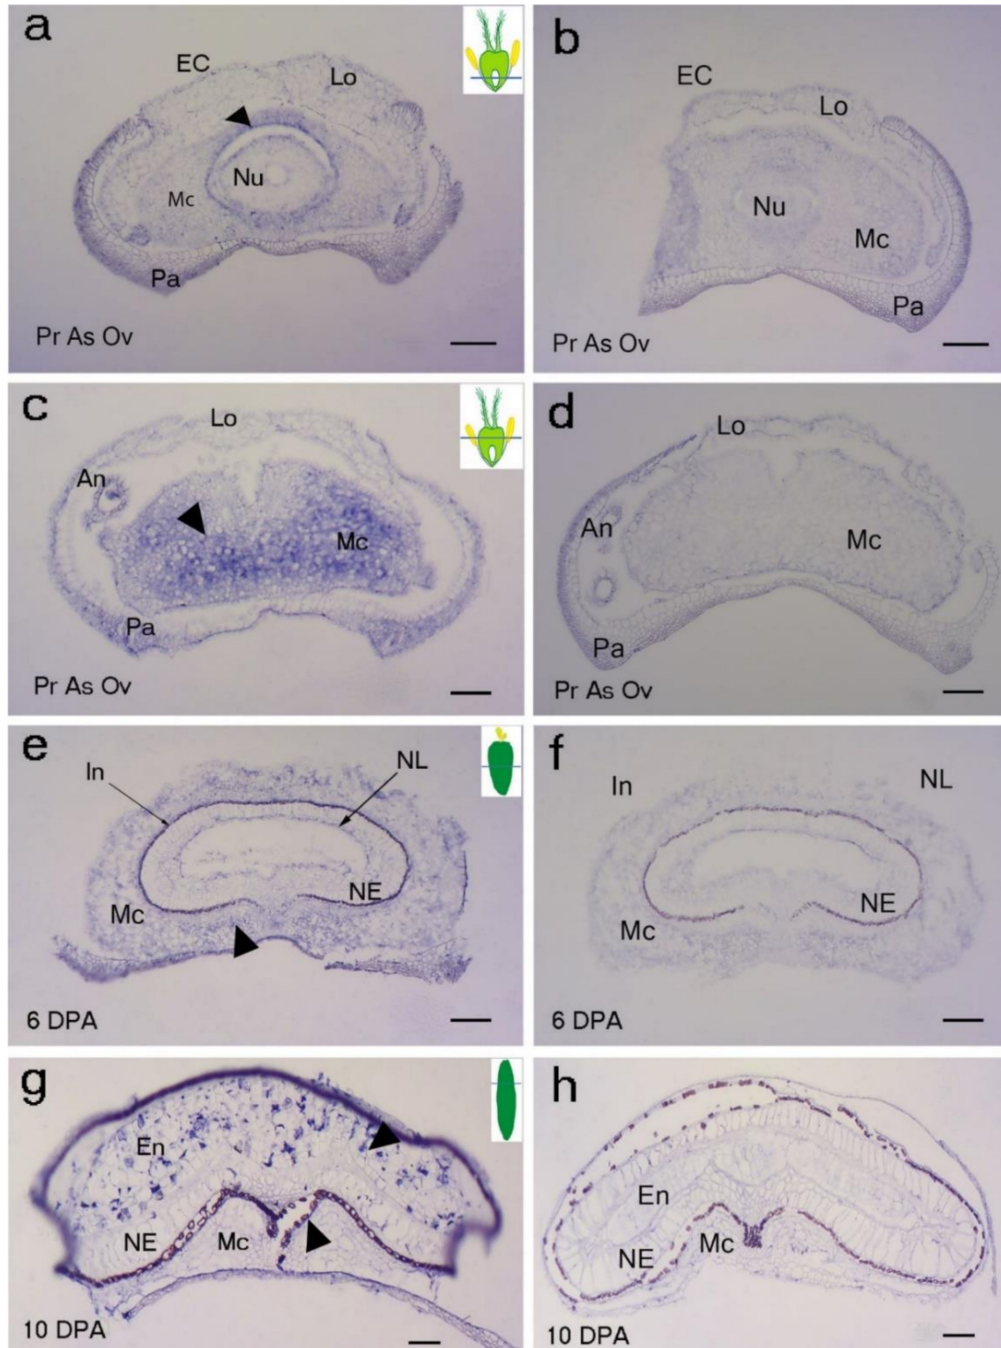 a
EC
Lo
Nu
Mc
Pa
Pr As Ov
b
EC
Lo
Nu
Mc
Pa
Pr As Ov
c
Lo
An
Mc
Pa
Pr As Ov
d
Lo
An
Mc
Pa
Pr As Ov
e
In
NL
NE
Mc
6 DPA
f
In
NL
NE
Mc
6 DPA
g
En
NE
Mc
10 DPA
h
En
NE
Mc
10 DPA